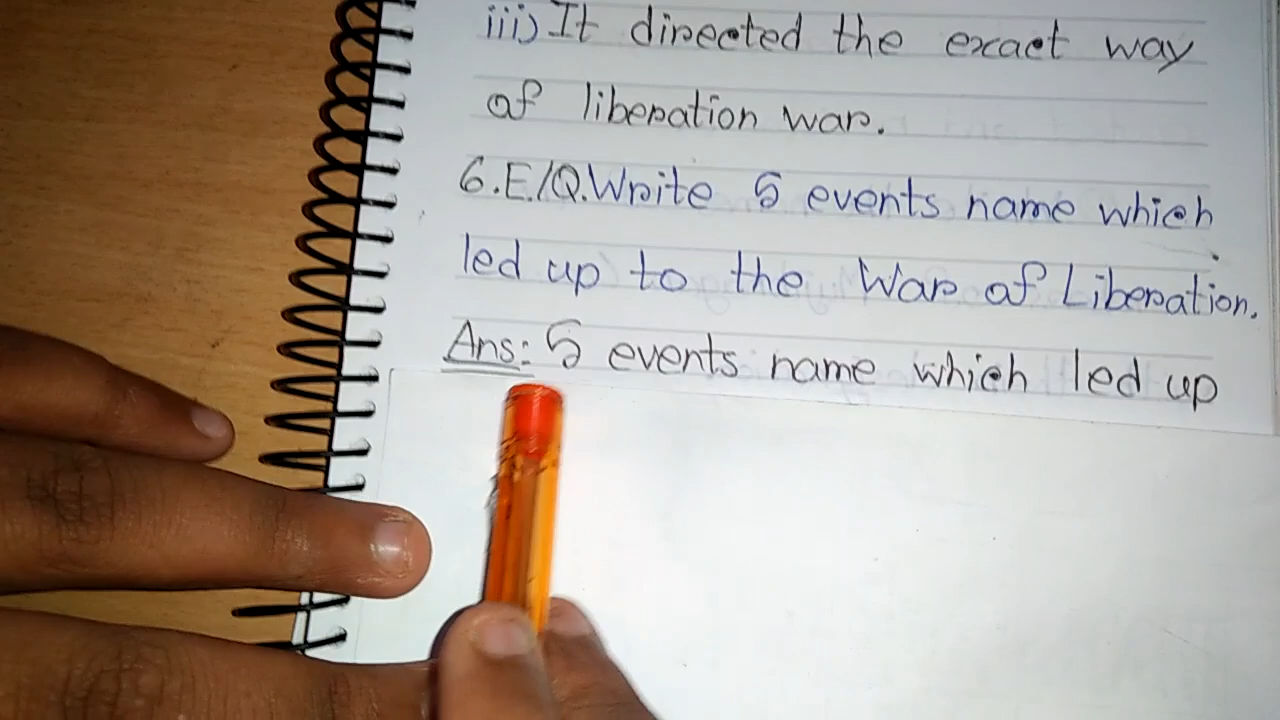 iii) It directed the exact way
of liberation war.
6.E/Q.Write 5 events name which
led up to the War of Liberation.
Ans: 5 events name which led up